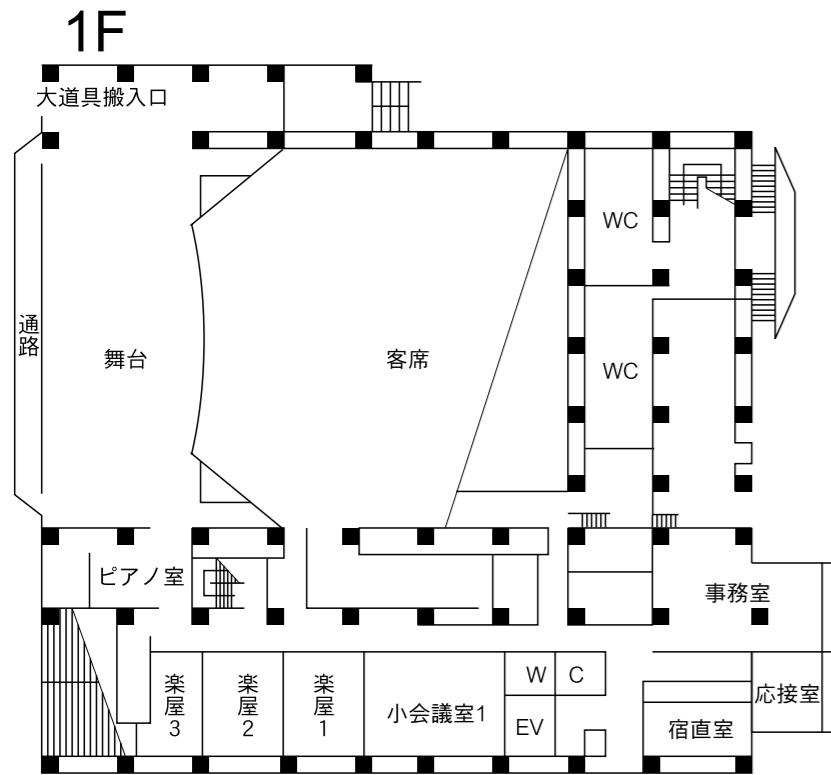 1F
大道具搬入口
通路
舞台
客席
WC
WC
ピアノ室
事務室
楽屋3
楽屋2
楽屋1
小会議室1
W C
EV
宿直室
応接室